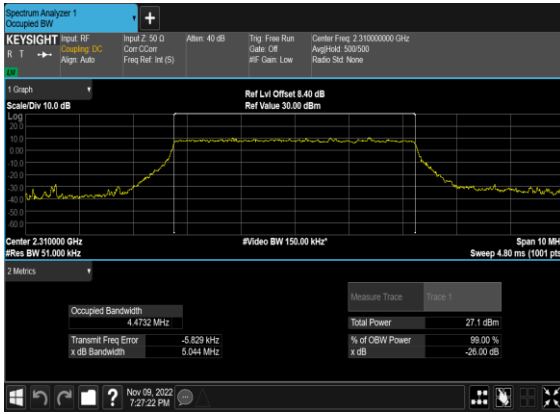 Spectrum Analyzer 1
Occupied BW
KEYSIGHT
R T
Input: RF
Coupling: DC
Align: Auto
Input Z: 50 Ω
Corr CCorr
Freq Ref: Int (S)
Atten: 40 dB
Trig: Free Run
Gate: Off
#IF Gain: Low
Center Freq: 2.310000000 GHz
Avg|Hold: 500/500
Radio Std: None
1 Graph
Scale/Div 10.0 dB
Ref Lvl Offset 8.40 dB
Ref Value 30.00 dBm
Log
20.0
10.0
0.00
-10.0
-20.0
-30.0
-40.0
-50.0
-60.0
Center 2.310000 GHz
#Res BW 51.000 kHz
#Video BW 150.00 kHz*
Span 10 MH
Sweep 4.80 ms (1001 pts
2 Metrics
Measure Trace
Trace 1
Occupied Bandwidth
4.4732 MHz
Total Power
27.1 dBm
Transmit Freq Error
-5.829 kHz
% of OBW Power
99.00 %
x dB Bandwidth
5.044 MHz
x dB
-26.00 dB
?
Nov 09, 2022
7:27:22 PM